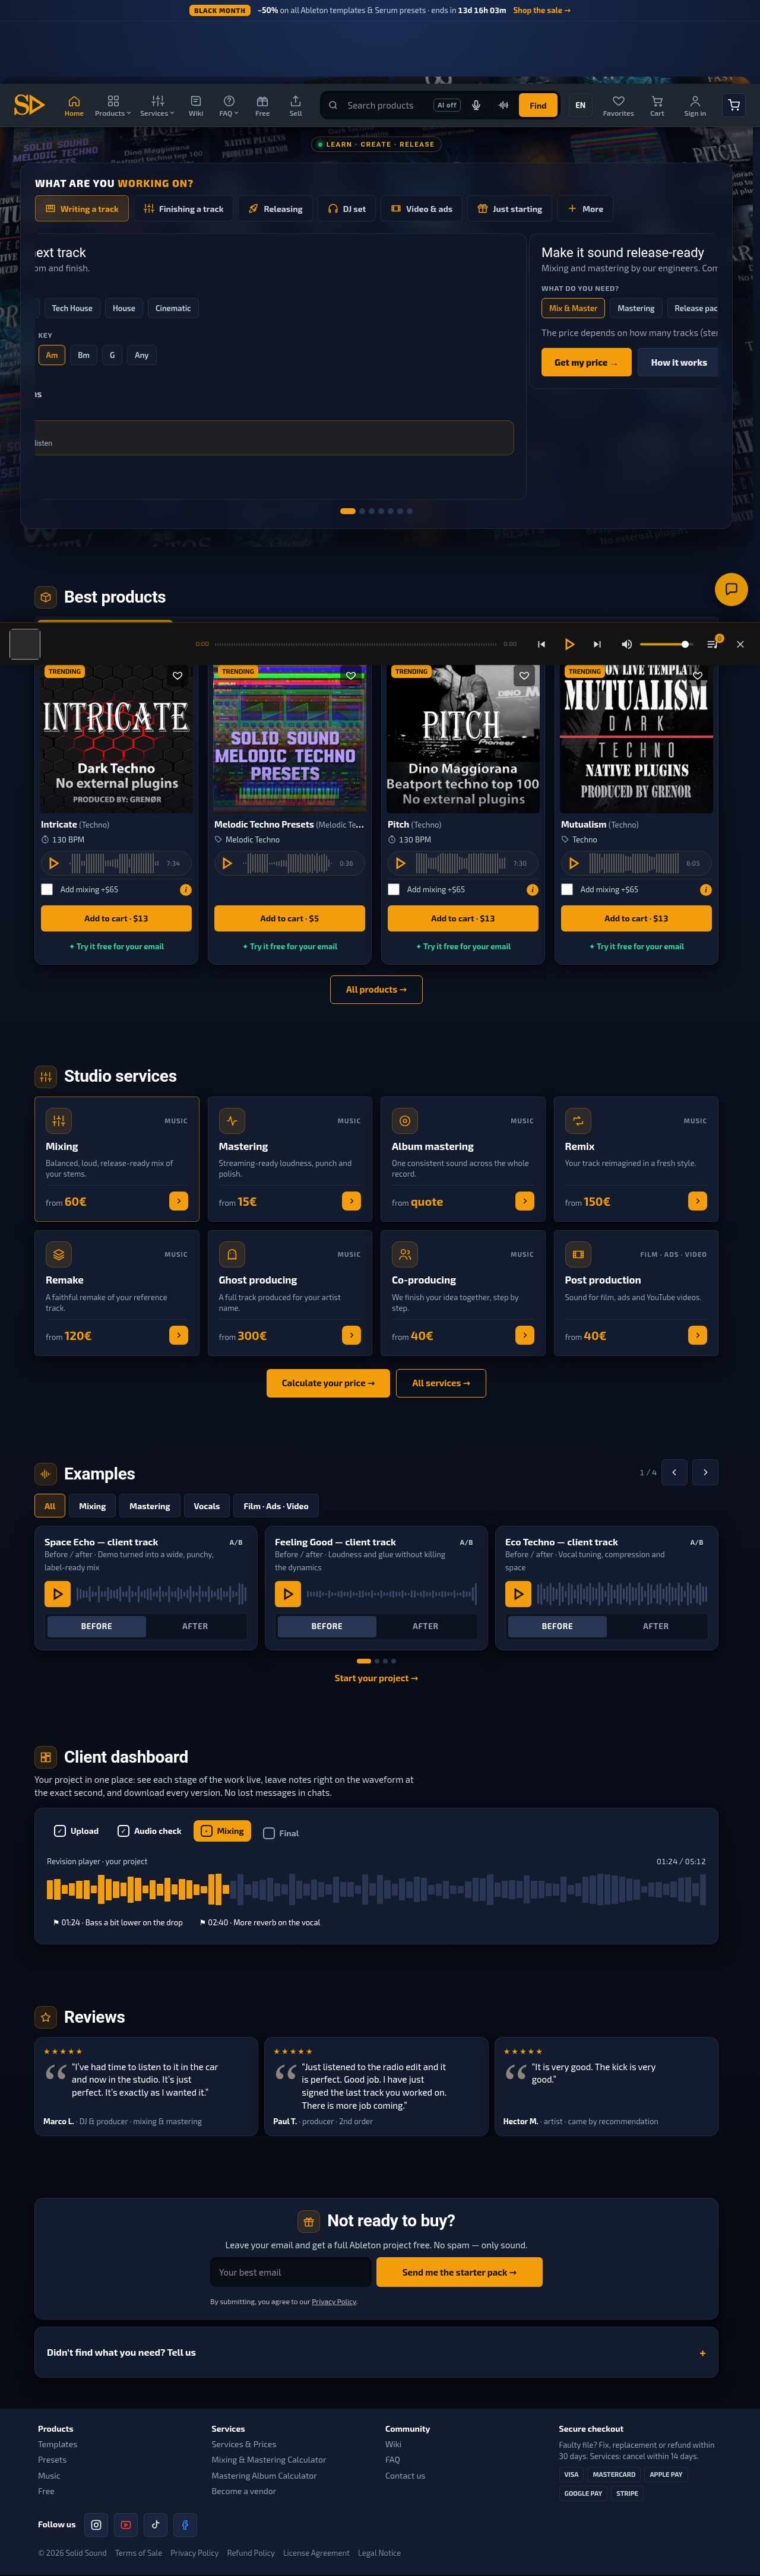 BLACK MONTH −50% on all Ableton templates & Serum presets · ends in 13d 16h 03m Shop the sale →
Home Products Services Wiki FAQ Free Sell Search products AI off Find EN Favorites Cart Sign in
LEARN · CREATE · RELEASE
WHAT ARE YOU WORKING ON?
Writing a track Finishing a track Releasing DJ set Video & ads Just starting More
next track
om and finish.
Tech House House Cinematic
KEY
Am Bm G Any
ns
listen
Make it sound release-ready
Mixing and mastering by our engineers. Com
WHAT DO YOU NEED?
Mix & Master Mastering Release pac
The price depends on how many tracks (ster
Get my price → How it works
Best products
0:00 0:00 0
TRENDING TRENDING TRENDING TRENDING
INTRICATE
Dark Techno
No external plugins
PRODUCED BY: GRENØR
SOLID SOUND
MELODIC TECHNO
PRESETS
PITCH
Pioneer
Dino Maggiorana
Beatport techno top 100
No external plugins
MUTUALISM
DARK
TECHNO
NATIVE PLUGINS
PRODUCED BY GRENOR
Intricate (Techno)
130 BPM
7:34
Add mixing +$65
Add to cart · $13
✦ Try it free for your email
Melodic Techno Presets (Melodic Te...
Melodic Techno
0:36
Add to cart · $5
✦ Try it free for your email
Pitch (Techno)
130 BPM
7:30
Add mixing +$65
Add to cart · $13
✦ Try it free for your email
Mutualism (Techno)
Techno
6:05
Add mixing +$65
Add to cart · $13
✦ Try it free for your email
All products →
Studio services
MUSIC
Mixing
Balanced, loud, release-ready mix of
your stems.
from 60€
MUSIC
Mastering
Streaming-ready loudness, punch and
polish.
from 15€
MUSIC
Album mastering
One consistent sound across the whole
record.
from quote
MUSIC
Remix
Your track reimagined in a fresh style.
from 150€
MUSIC
Remake
A faithful remake of your reference
track.
from 120€
MUSIC
Ghost producing
A full track produced for your artist
name.
from 300€
MUSIC
Co-producing
We finish your idea together, step by
step.
from 40€
FILM · ADS · VIDEO
Post production
Sound for film, ads and YouTube videos.
from 40€
Calculate your price → All services →
Examples
1 / 4
All Mixing Mastering Vocals Film · Ads · Video
Space Echo — client track A/B
Before / after · Demo turned into a wide, punchy,
label-ready mix
BEFORE AFTER
Feeling Good — client track A/B
Before / after · Loudness and glue without killing
the dynamics
BEFORE AFTER
Eco Techno — client track A/B
Before / after · Vocal tuning, compression and
space
BEFORE AFTER
Start your project →
Client dashboard
Your project in one place: see each stage of the work live, leave notes right on the waveform at
the exact second, and download every version. No lost messages in chats.
Upload Audio check Mixing Final
Revision player · your project 01:24 / 05:12
01:24 · Bass a bit lower on the drop 02:40 · More reverb on the vocal
Reviews
★★★★★
“I’ve had time to listen to it in the car
and now in the studio. It’s just
perfect. It’s exactly as I wanted it.”
Marco L. · DJ & producer · mixing & mastering
★★★★★
“Just listened to the radio edit and it
is perfect. Good job. I have just
signed the last track you worked on.
There is more job coming.”
Paul T. · producer · 2nd order
★★★★★
“It is very good. The kick is very
good.”
Hector M. · artist · came by recommendation
Not ready to buy?
Leave your email and get a full Ableton project free. No spam — only sound.
Your best email Send me the starter pack →
By submitting, you agree to our Privacy Policy.
Didn’t find what you need? Tell us +
Products
Templates
Presets
Music
Free
Services
Services & Prices
Mixing & Mastering Calculator
Mastering Album Calculator
Become a vendor
Community
Wiki
FAQ
Contact us
Secure checkout
Faulty file? Fix, replacement or refund within
30 days. Services: cancel within 14 days.
VISA MASTERCARD APPLE PAY
GOOGLE PAY STRIPE
Follow us
© 2026 Solid Sound Terms of Sale Privacy Policy Refund Policy License Agreement Legal Notice